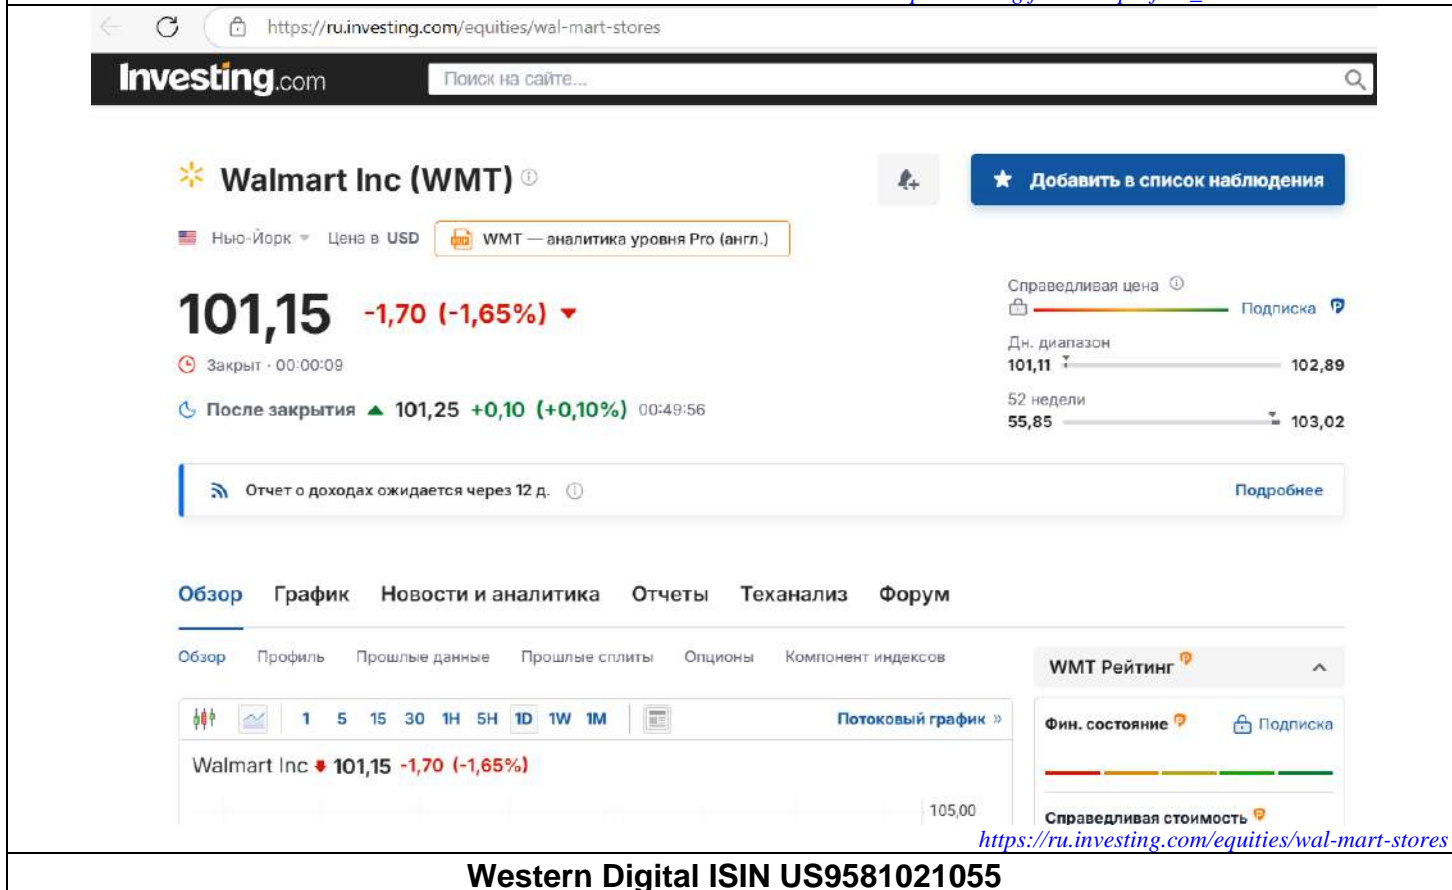 https://ru.investing.com/equities/wal-mart-stores
Investing.com
Поиск на сайте...
Walmart Inc (WMT)
Добавить в список наблюдения
Нью-Йорк Цена в USD WMT — аналитика уровня Pro (англ.)
101,15 -1,70 (-1,65%)
Справедливая цена
Подписка
Закрыт · 00:00:09
Дн. диапазон
101,11 102,89
После закрытия 101,25 +0,10 (+0,10%) 00:49:56
52 недели
55,85 103,02
Отчет о доходах ожидается через 12 д.
Подробнее
Обзор График Новости и аналитика Отчеты Теханализ Форум
Обзор Профиль Прошлые данные Прошлые сплиты Опционы Компонент индексов
WMT Рейтинг
1 5 15 30 1H 5H 1D 1W 1M Потоковый график »
Фин. состояние Подписка
Walmart Inc 101,15 -1,70 (-1,65%)
105,00
Справедливая стоимость
https://ru.investing.com/equities/wal-mart-stores
Western Digital ISIN US9581021055